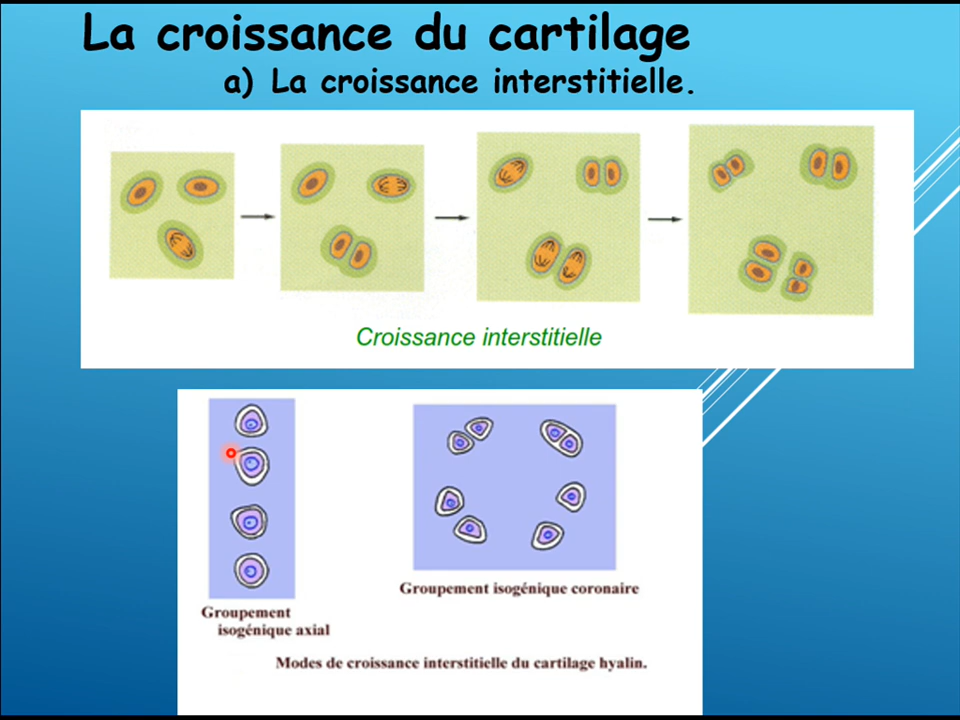 La croissance du cartilage
a) La croissance interstitielle.
Croissance interstitielle
Groupement
isogénique axial
Groupement isogénique coronaire
Modes de croissance interstitielle du cartilage hyalin.